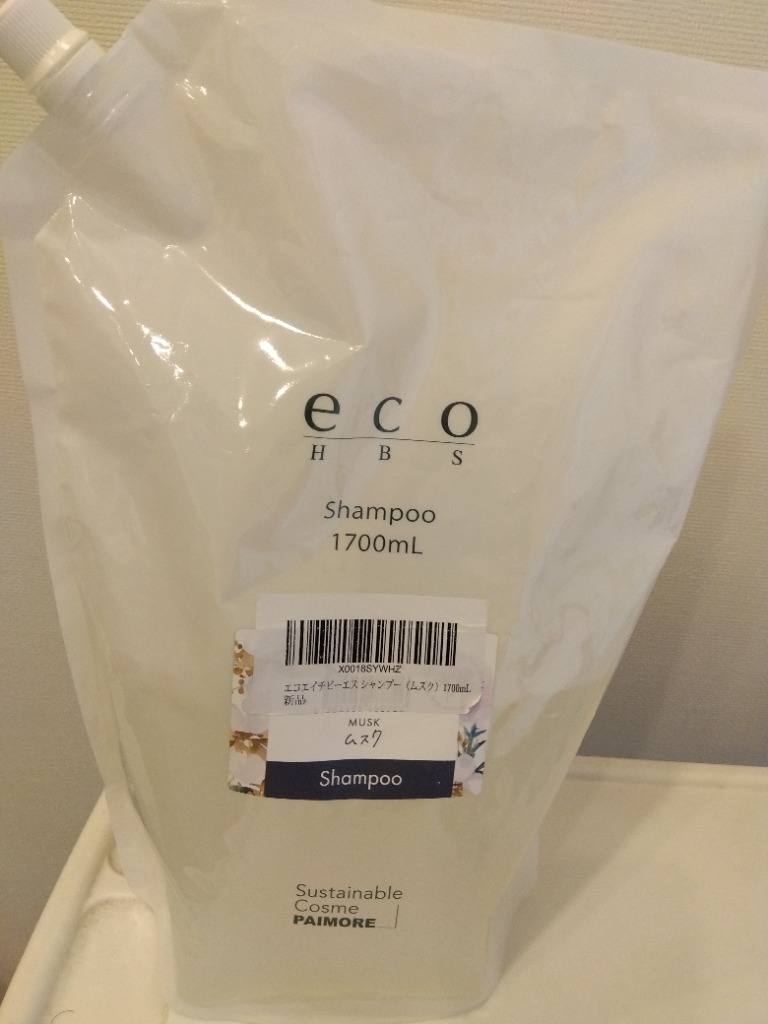 eco
H B S
Shampoo
1700mL
X0018SYWHZ
エコエイチビーエス シャンプー（ムスク）1700mL
新品
MUSK
ムスク
Shampoo
Sustainable
Cosme
PAIMORE